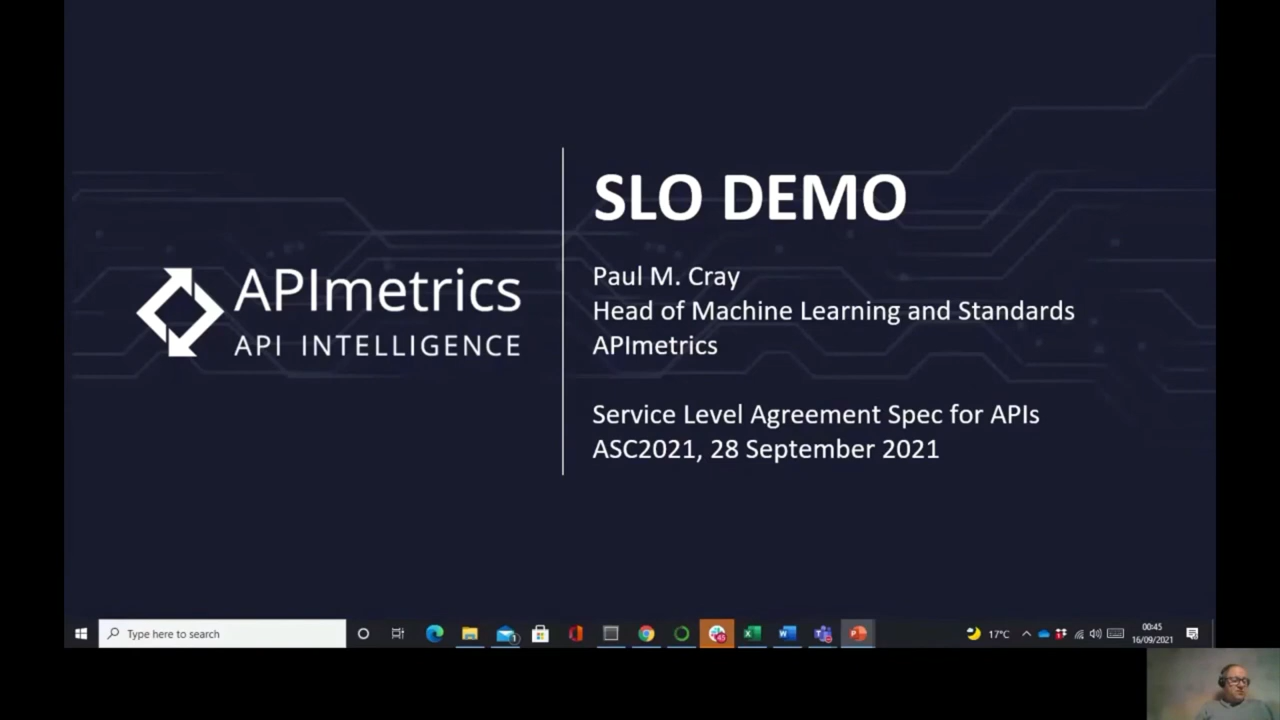 SLO DEMO
Paul M. Cray
Head of Machine Learning and Standards
APImetrics
Service Level Agreement Spec for APIs
ASC2021, 28 September 2021
APImetrics
API INTELLIGENCE
Type here to search
17°C
00:45
16/09/2021